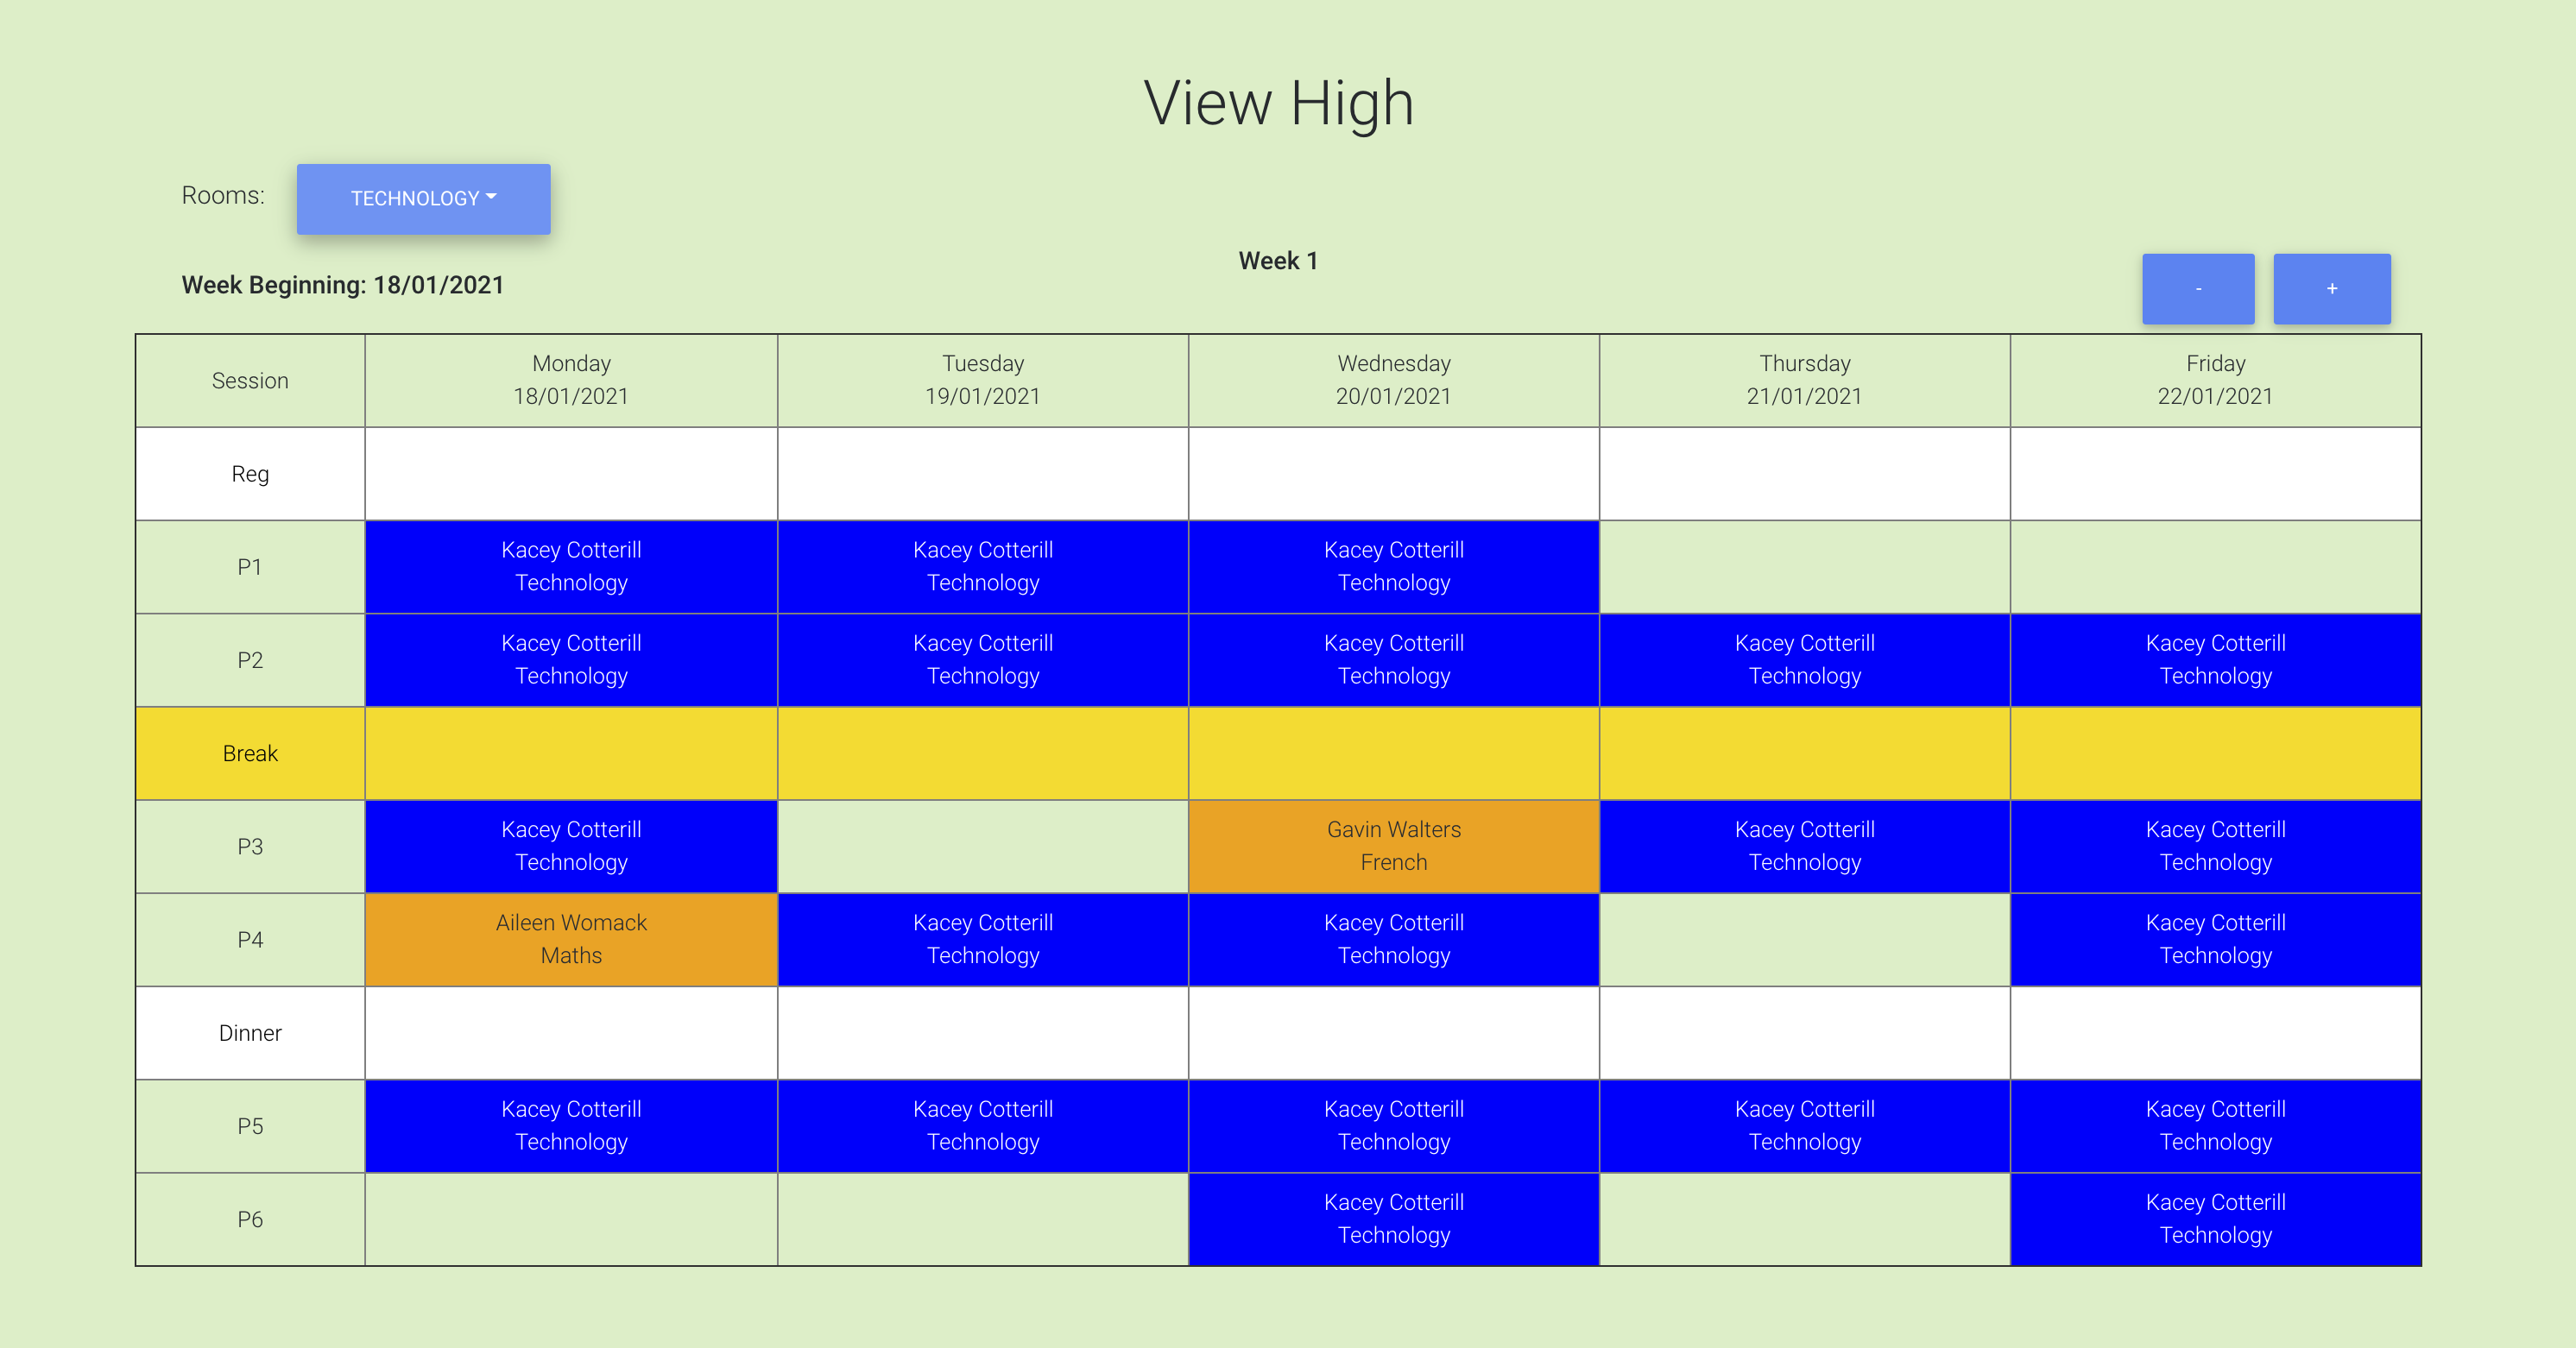 View High
Rooms:
TECHNOLOGY
Week 1
Week Beginning: 18/01/2021
-
+
Session
Monday
18/01/2021
Tuesday
19/01/2021
Wednesday
20/01/2021
Thursday
21/01/2021
Friday
22/01/2021
Reg
P1
Kacey Cotterill
Technology
Kacey Cotterill
Technology
Kacey Cotterill
Technology
P2
Kacey Cotterill
Technology
Kacey Cotterill
Technology
Kacey Cotterill
Technology
Kacey Cotterill
Technology
Kacey Cotterill
Technology
Break
P3
Kacey Cotterill
Technology
Gavin Walters
French
Kacey Cotterill
Technology
Kacey Cotterill
Technology
P4
Aileen Womack
Maths
Kacey Cotterill
Technology
Kacey Cotterill
Technology
Kacey Cotterill
Technology
Dinner
P5
Kacey Cotterill
Technology
Kacey Cotterill
Technology
Kacey Cotterill
Technology
Kacey Cotterill
Technology
Kacey Cotterill
Technology
P6
Kacey Cotterill
Technology
Kacey Cotterill
Technology